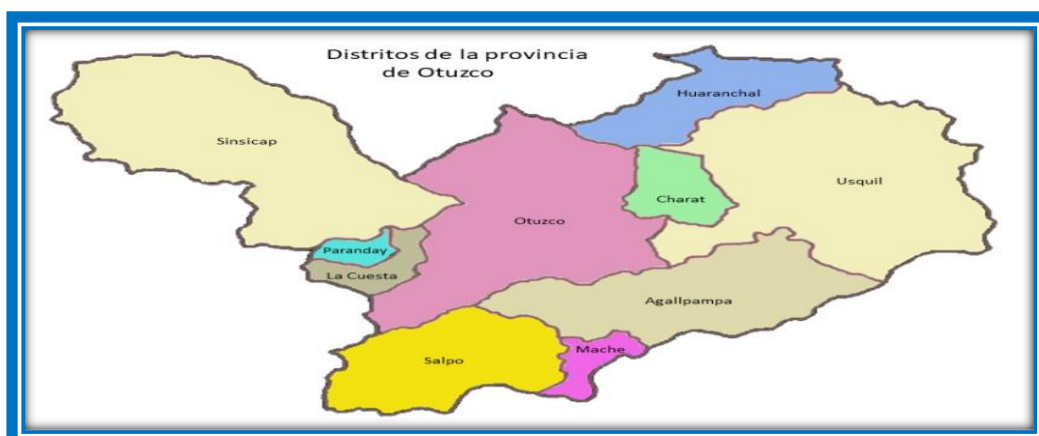 Distritos de la provincia
de Otuzco
Huaranchal
Sinsicap
Usquil
Charat
Otuzco
Paranday
La Cuesta
Agallpampa
Mache
Salpo